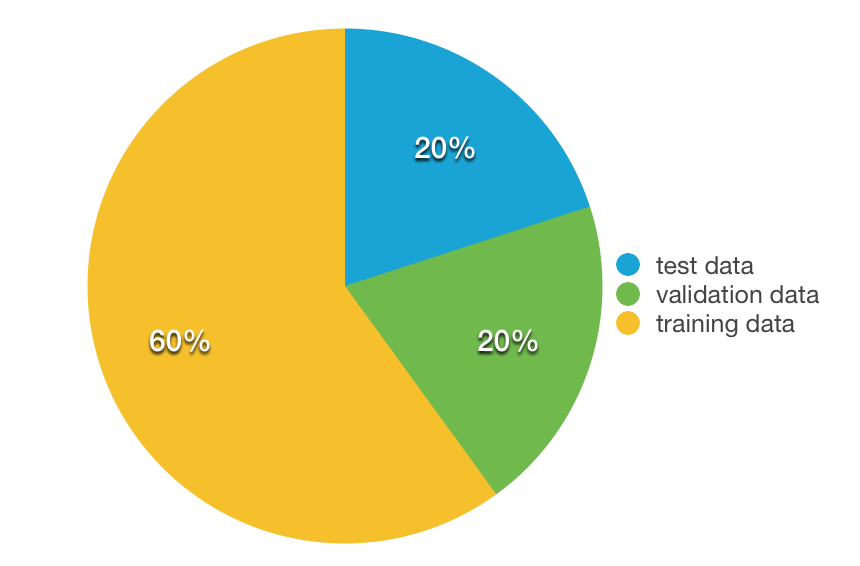 20%
60%
20%
test data
validation data
training data